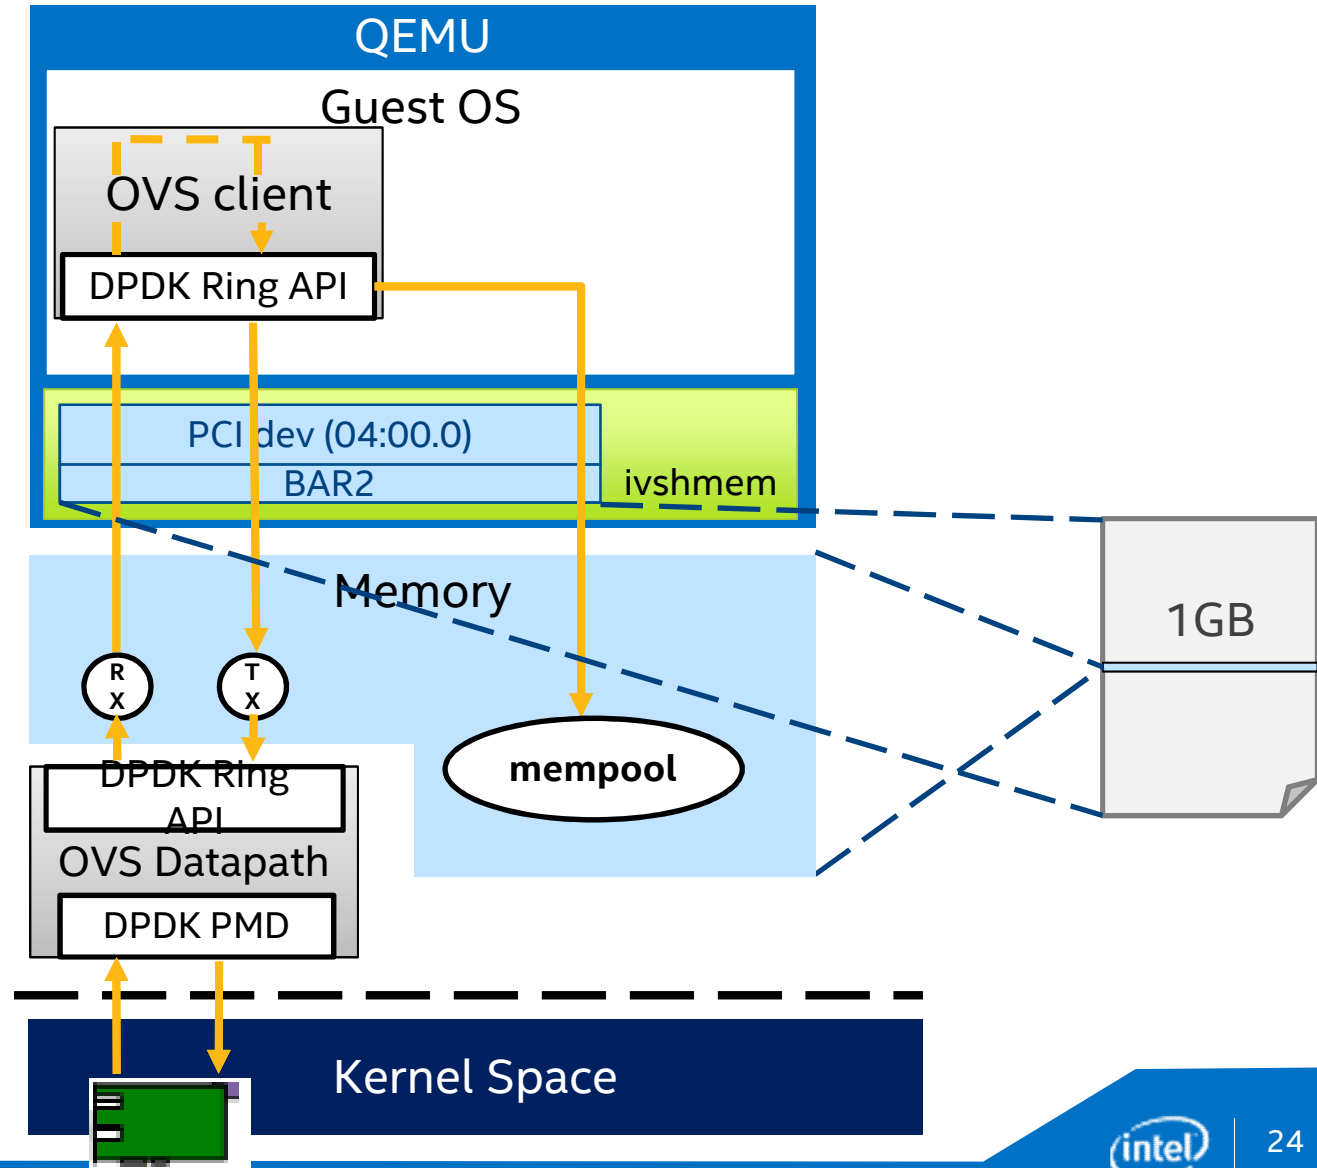 QEMU
Guest OS
OVS client
DPDK Ring API
PCI dev (04:00.0)
BAR2
ivshmem
Memory
1GB
R
X
T
X
mempool
DPDK Ring
API
OVS Datapath
DPDK PMD
Kernel Space
intel
24